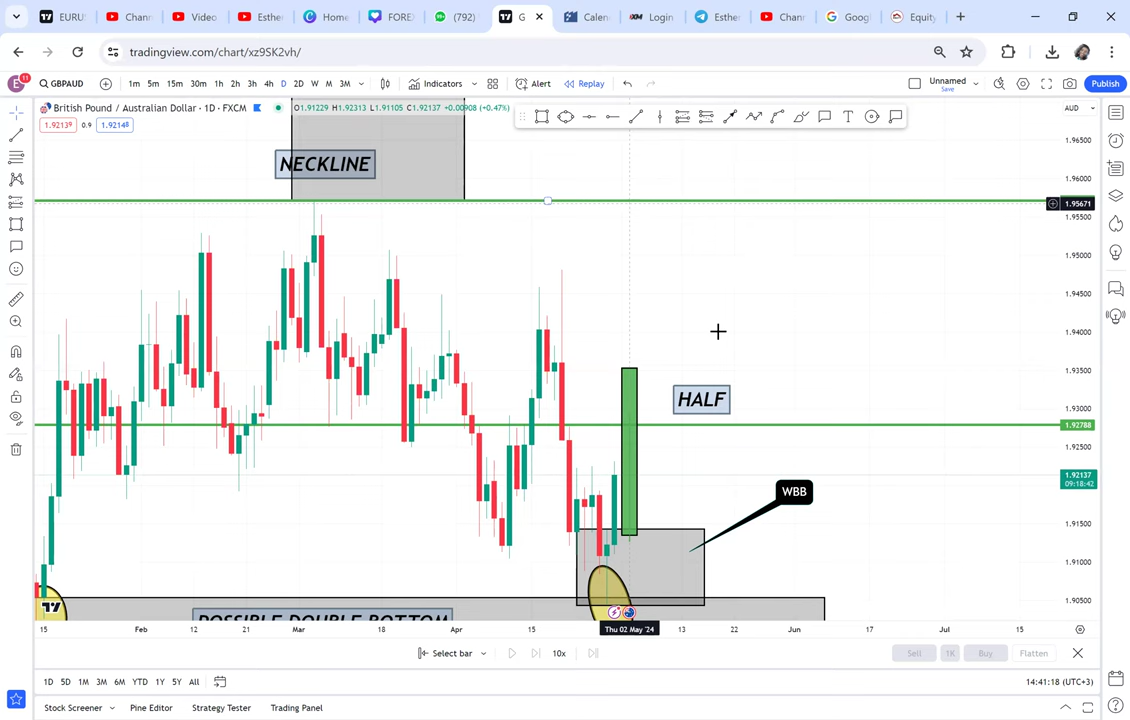 EURU
Chann
Video
Esthe
Home
FORE
(792)
G
Calen
Login
Esther
Chann
Goog
Equity
tradingview.com/chart/xz9SK2vh/
E
11
GBPAUD
1m 5m 15m 30m 1h 2h 3h 4h D 2D W M 3M
Indicators
Alert
Replay
Unnamed
Save
Publish
British Pound / Australian Dollar · 1D · FXCM
O1.91229 H1.92313 L1.91105 C1.92137 +0.00908 (+0.47%)
1.92139 0.9 1.92148
AUD
NECKLINE
HALF
WBB
POSSIBLE DOUBLE BOTTOM
1.96500
1.96000
1.95671
1.95500
1.95000
1.94500
1.94000
1.93500
1.93000
1.92788
1.92500
1.92137
09:18:42
1.91500
1.91000
1.90500
15 Feb 12 21 Mar 18 Apr 15 Thu 02 May '24 13 22 Jun 17 Jul 15
Select bar
10x
Sell 1K Buy Flatten
1D 5D 1M 3M 6M YTD 1Y 5Y All
14:41:18 (UTC+3)
Stock Screener Pine Editor Strategy Tester Trading Panel